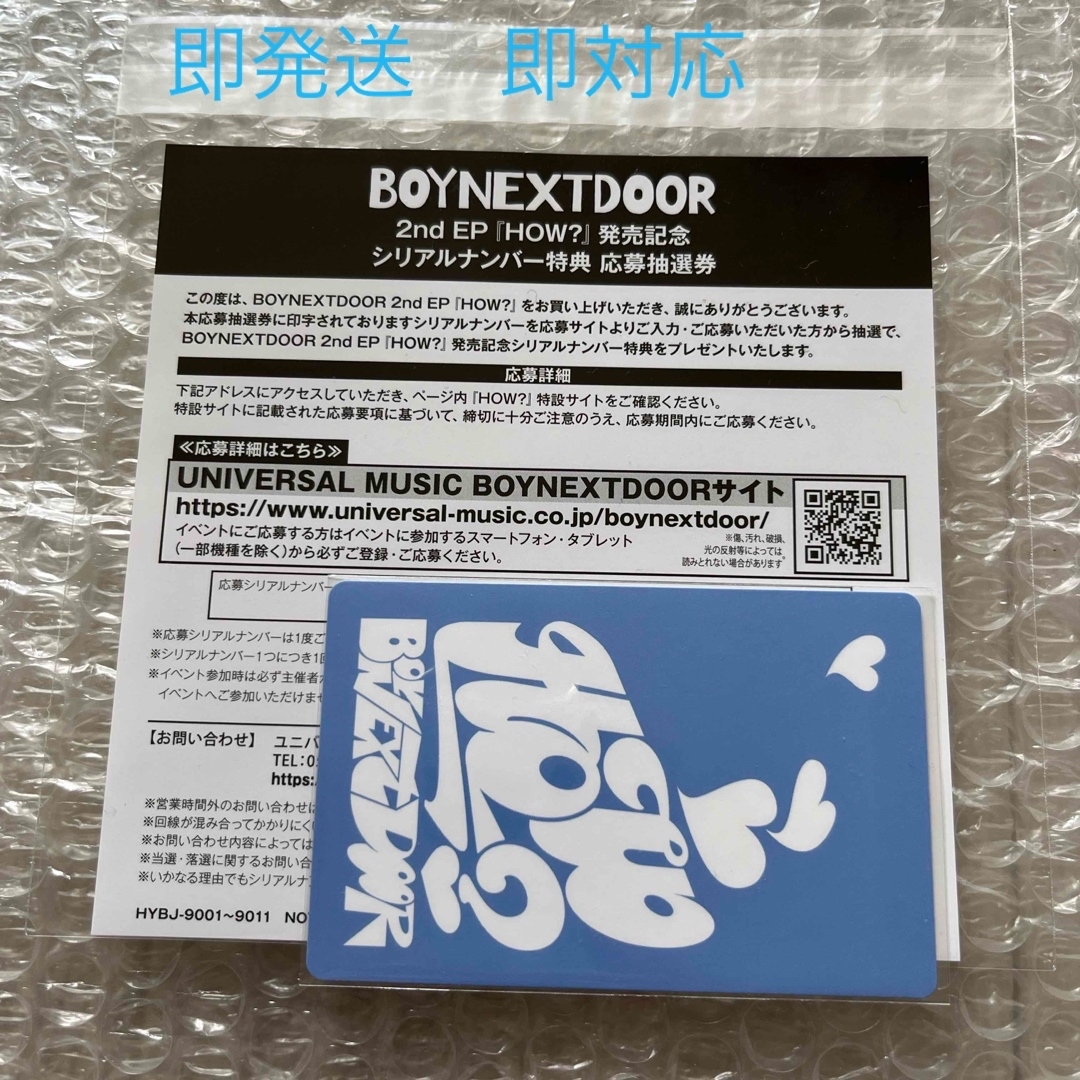 即発送 即対応
BOYNEXTDOOR
2nd EP『HOW?』発売記念
シリアルナンバー特典 応募抽選券
この度は、BOYNEXTDOOR 2nd EP『HOW?』をお買い上げいただき、誠にありがとうございます。
本応募抽選券に印字されておりますシリアルナンバーを応募サイトよりご入力・ご応募いただいた方から抽選で、
BOYNEXTDOOR 2nd EP『HOW?』発売記念シリアルナンバー特典をプレゼントいたします。
応募詳細
下記アドレスにアクセスしていただき、ページ内『HOW?』特設サイトをご確認ください。
特設サイトに記載された応募要項に基づいて、締切に十分ご注意のうえ、応募期間内にご応募ください。
≪応募詳細はこちら≫
UNIVERSAL MUSIC BOYNEXTDOORサイト
https://www.universal-music.co.jp/boynextdoor/
イベントにご応募する方はイベントに参加するスマートフォン・タブレット
(一部機種を除く)から必ずご登録・ご応募ください。
※傷、汚れ、破損、
光の反射等によっては
読みとれない場合があります
応募シリアルナンバー
※応募シリアルナンバーは1度ご
※シリアルナンバー1つにつき1回
※イベント参加時は必ず主催者
イベントへご参加いただけませ
【お問い合わせ】 ユニバ
TEL:05
https:
※営業時間外のお問い合わせは
※回線が混み合ってかかりにくい
※お問い合わせ内容によっては
※当選・落選に関するお問い合
※いかなる理由でもシリアルナ
HYBJ-9001~9011 NOT
HOW?
BOYNEXTDOOR